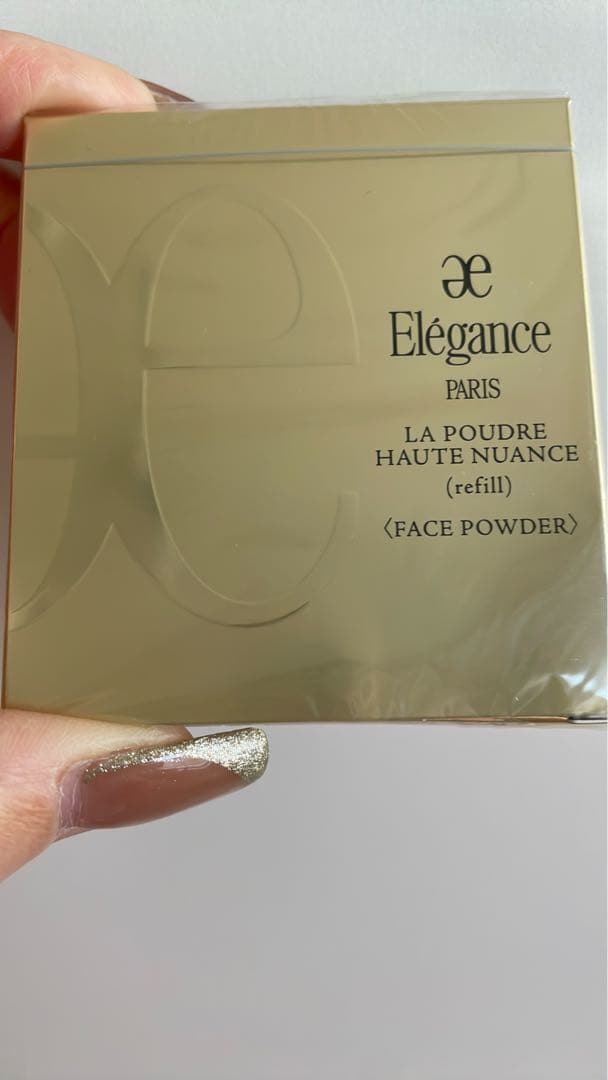 Elégance
PARIS
LA POUDRE
HAUTE NUANCE
(refill)
〈FACE POWDER〉